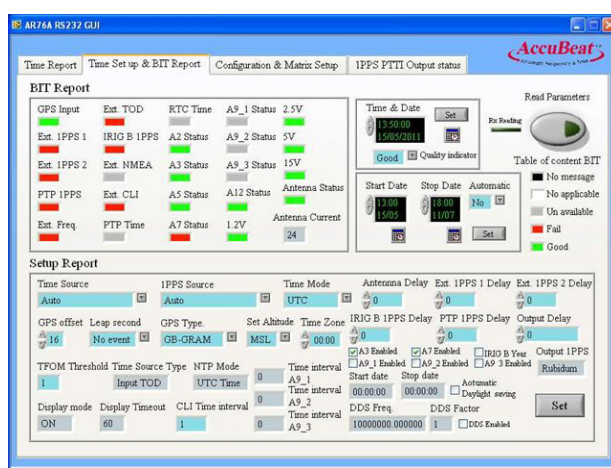 AR76A RS232 GUI
AccuBeat
Accurate Frequency & Time
Time Report Time Set up & BIT Report Configuration & Matrix Setup 1PPS PTTI Output status
BIT Report
GPS Input Ext. TOD RTC Time A9_1 Status 2.5V
Ext. 1PPS 1 IRIG B 1PPS A2 Status A9_2 Status 5V
Ext. 1PPS 2 Ext. NMEA A3 Status A9_3 Status 15V
PTP 1PPS Ext. CLI A5 Status A12 Status Antenna Status
Ext. Freq. PTP Time A7 Status 1.2V Antenna Current
24
Time & Date Set
13:50:00
15/05/2011
Good Quality indicator
Rx Reading
Read Parameters
Start Date Stop Date Automatic
13:00 18:00 No
15/05 11/07
Set
Table of content BIT
No message
No applicable
Un available
Fail
Good
Setup Report
Time Source 1PPS Source Time Mode Antennna Delay Ext. 1PPS 1 Delay Ext. 1PPS 2 Delay
Auto Auto UTC 0 0 0
GPS offset Leap second GPS Type. Set Altitude Time Zone IRIG B 1PPS Delay PTP 1PPS Delay Output Delay
16 No event GB-GRAM MSL 00:00 0 0 0
A3 Enabled A7 Enabled IRIG B Year Output 1PPS
A9_1 Enabled A9_2 Enabled A9 3 Enabled Rubidum
TFOM Threshold Time Source Type NTP Mode Time interval A9_1
1 Input TOD UTC Time 0
Start date Stop date Aotumatic Daylight seving
00:00:00 00:00:00
Time interval A9_2
0
Display mode Display Timeout CLI Time interval Time interval A9_3
ON 60 1 0
DDS Freq. DDS Factor
10000000.000000 1 DDS Enabled
Set